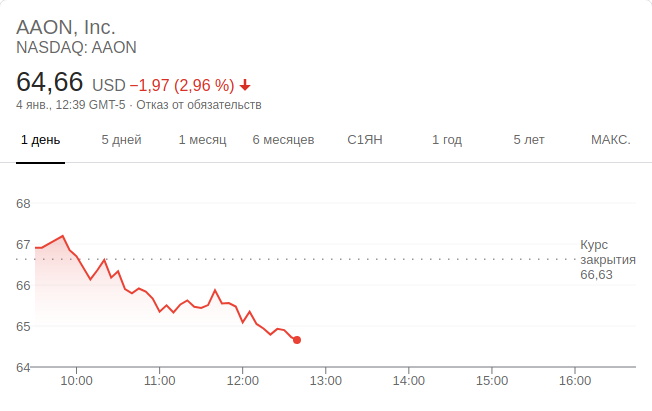 AAON, Inc.
NASDAQ: AAON
64,66 USD −1,97 (2,96 %)
4 янв., 12:39 GMT-5 · Отказ от обязательств
1 день 5 дней 1 месяц 6 месяцев С1ЯН 1 год 5 лет МАКС.
68
67
66
65
64
Курс
закрытия
66,63
10:00 11:00 12:00 13:00 14:00 15:00 16:00